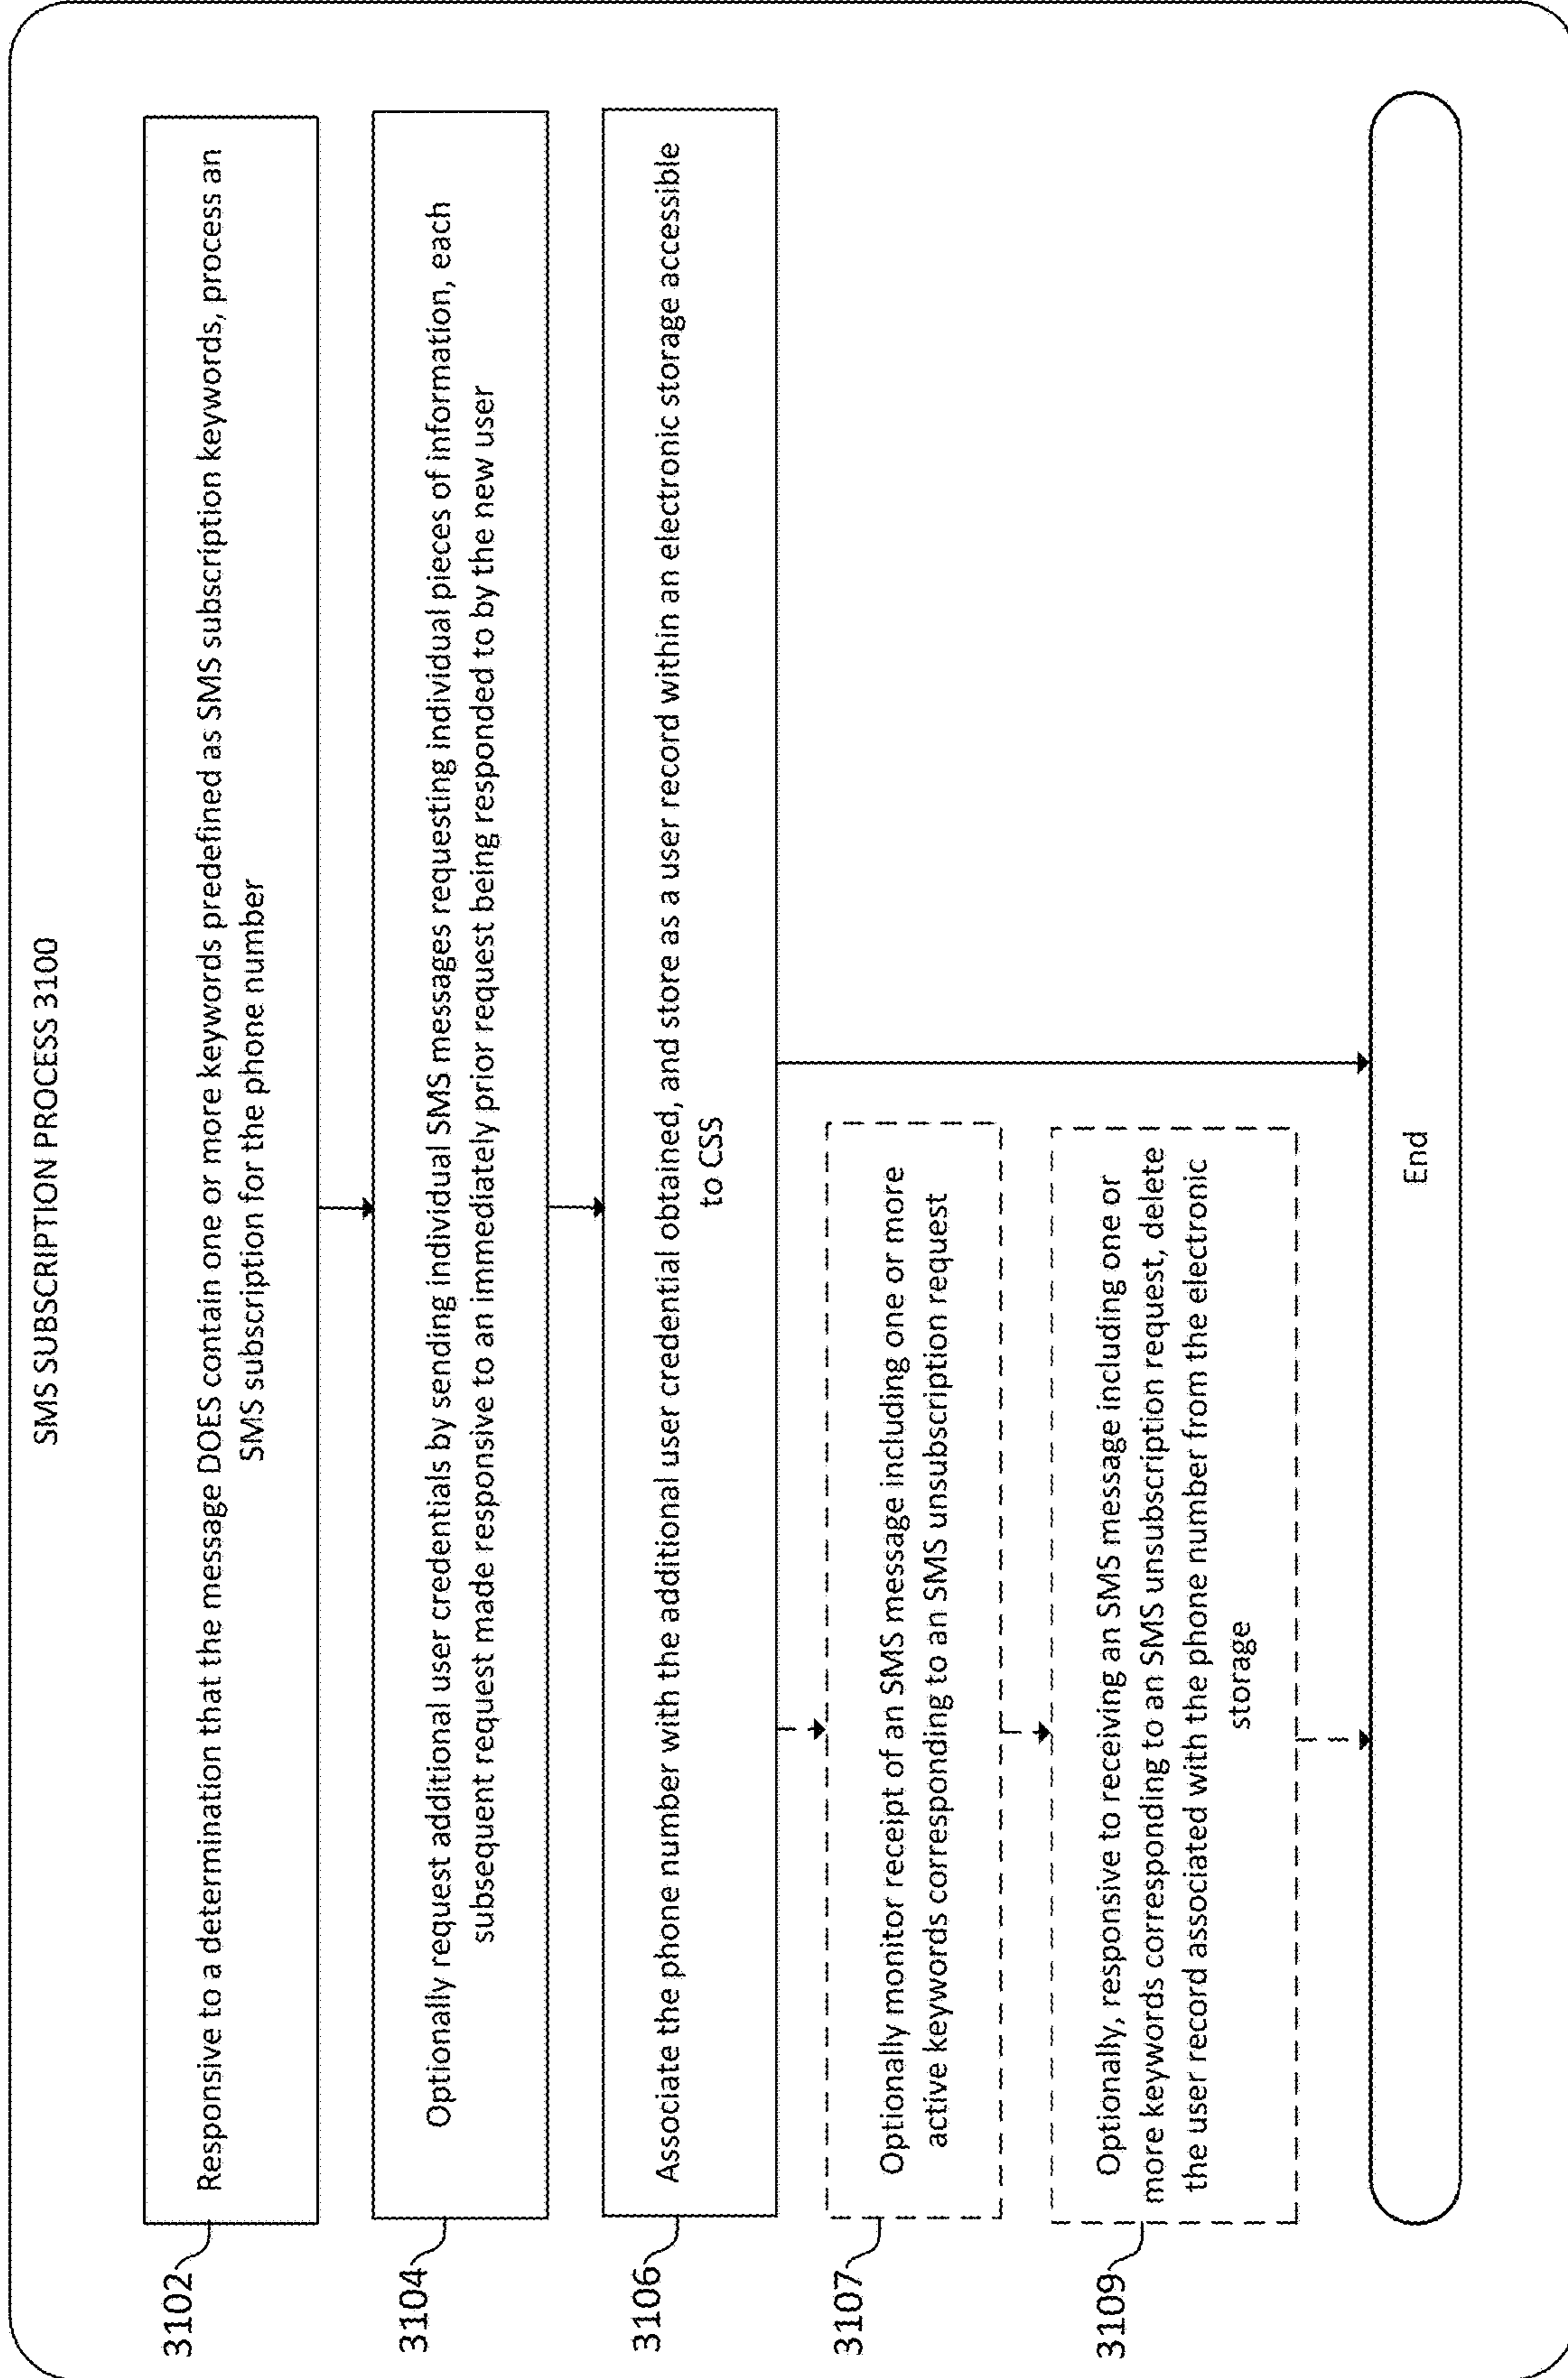 SMS SUBSCRIPTION PROCESS 3100
3102
Responsive to a determination that the message DOES contain one or more keywords predefined as SMS subscription keywords, process an
SMS subscription for the phone number
3104
Optionally request additional user credentials by sending individual SMS messages requesting individual pieces of information, each
subsequent request made responsive to an immediately prior request being responded to by the new user
3106
Associate the phone number with the additional user credential obtained, and store as a user record within an electronic storage accessible
to CSS
3107
Optionally monitor receipt of an SMS message including one or more
active keywords corresponding to an SMS unsubscription request
3109
Optionally, responsive to receiving an SMS message including one or
more keywords corresponding to an SMS unsubscription request, delete
the user record associated with the phone number from the electronic
storage
End